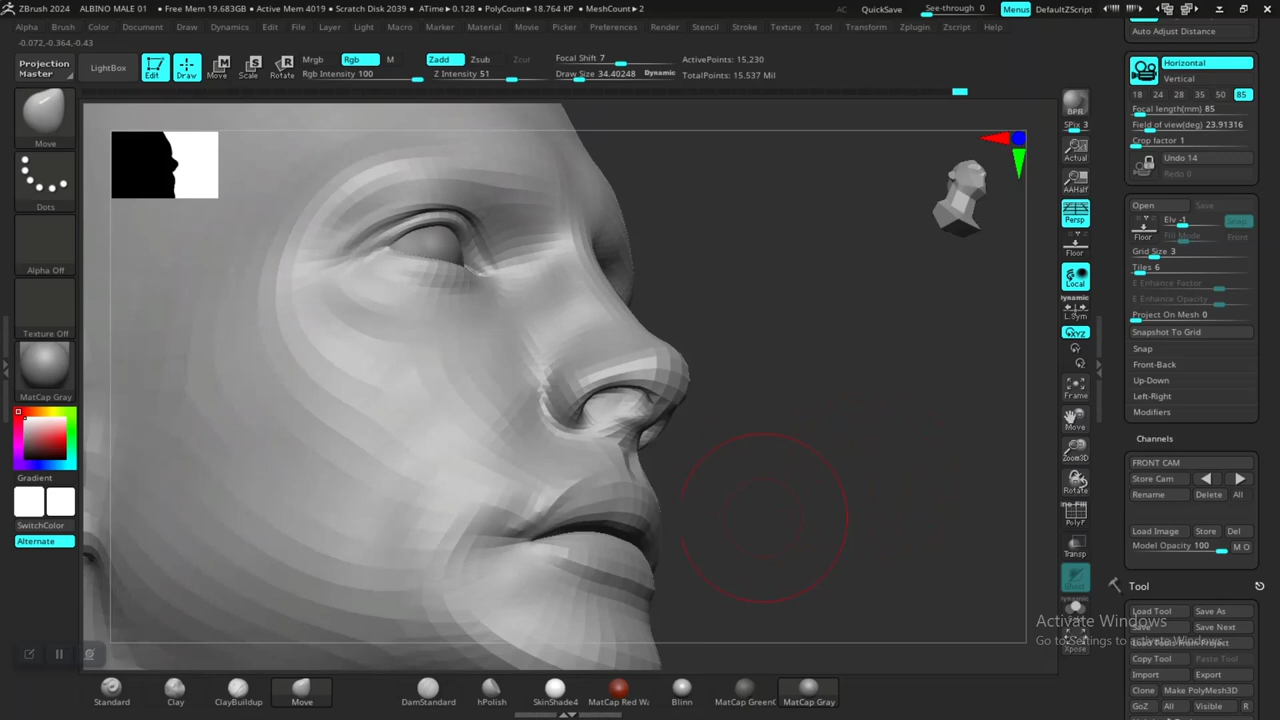 ZBrush 2024 ALBINO MALE 01 • Free Mem 19.683GB • Active Mem 4019 • Scratch Disk 2039 • ATime▸0.128 • PolyCount▸18.764 KP • MeshCount▸2 AC QuickSave See-through 0 Menus DefaultZScript
Alpha Brush Color Document Draw Dynamics Edit File Layer Light Macro Marker Material Movie Picker Preferences Render Stencil Stroke Texture Tool Transform Zplugin Zscript Help
-0.072,-0.364,-0.43
Projection
Master
LightBox
Edit
Draw
Move
Scale
Rotate
Mrgb Rgb M
Rgb Intensity 100
Zadd Zsub Zcut
Z Intensity 51
Focal Shift 7
Draw Size 34.40248 Dynamic
ActivePoints: 15,230
TotalPoints: 15.537 Mil
Move
Dots
Alpha Off
Texture Off
MatCap Gray
Gradient
SwitchColor
Alternate
BPR
SPix 3
Actual
AAHalf
Persp
Floor
Local
Dynamic
L.Sym
XYZ
Frame
Move
Zoom3D
Rotate
PolyF
Transp
Ghost
Dynamic
Xpose
Auto Adjust Distance
Horizontal
Vertical
18 24 28 35 50 85
Focal length(mm) 85
Field of view(deg) 23.91316
Crop factor 1
Undo 14
Redo 0
Open Save
Floor
Elv -1 Snap
Fill Mode Front
Grid Size 3
Tiles 6
E Enhance Factor
E Enhance Opacity
Project On Mesh 0
Snapshot To Grid
Snap
Front-Back
Up-Down
Left-Right
Modifiers
Channels
FRONT CAM
Store Cam
Rename Delete All
Load Image Store Del
Model Opacity 100 M O
Tool
Load Tool Save As
Save Save Next
Load Tools From Project
Copy Tool Paste Tool
Import Export
Clone Make PolyMesh3D
GoZ All Visible R
Activate Windows
Go to Settings to activate Windows.
Standard Clay ClayBuildup Move DamStandard hPolish SkinShade4 MatCap Red Wa Blinn MatCap GreenC MatCap Gray